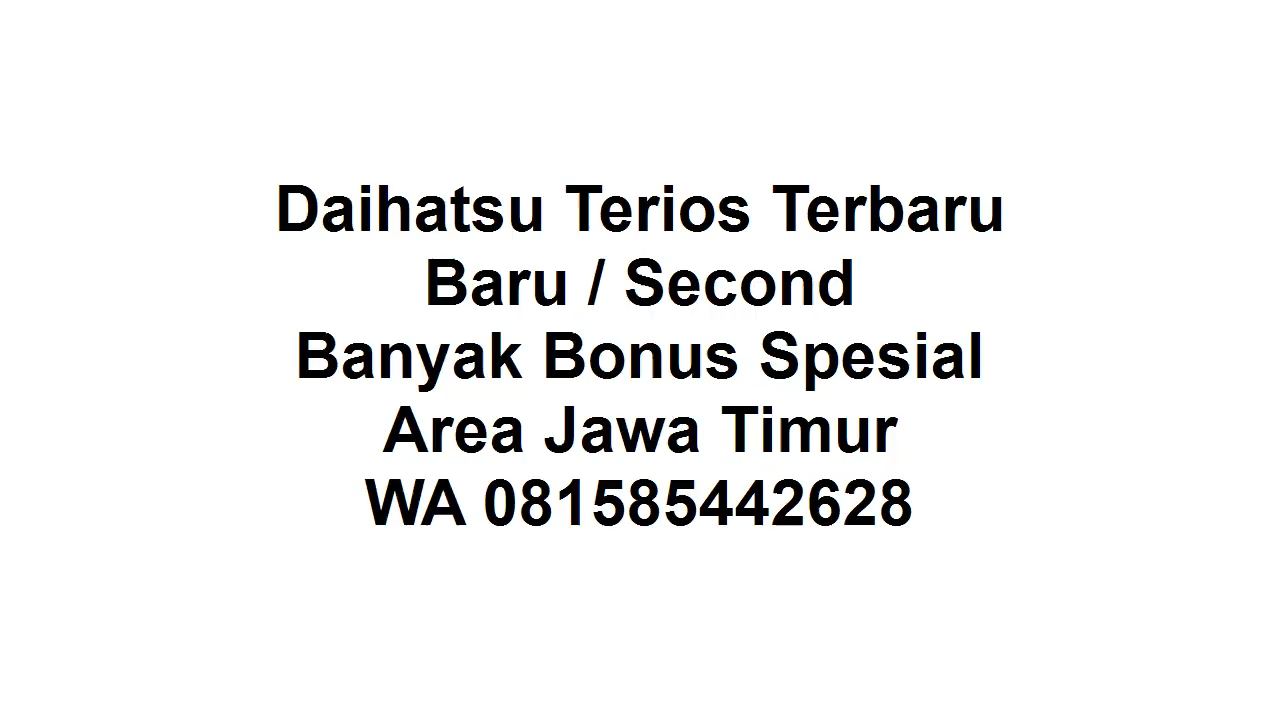 Daihatsu Terios Terbaru
Baru / Second
Banyak Bonus Spesial
Area Jawa Timur
WA 081585442628